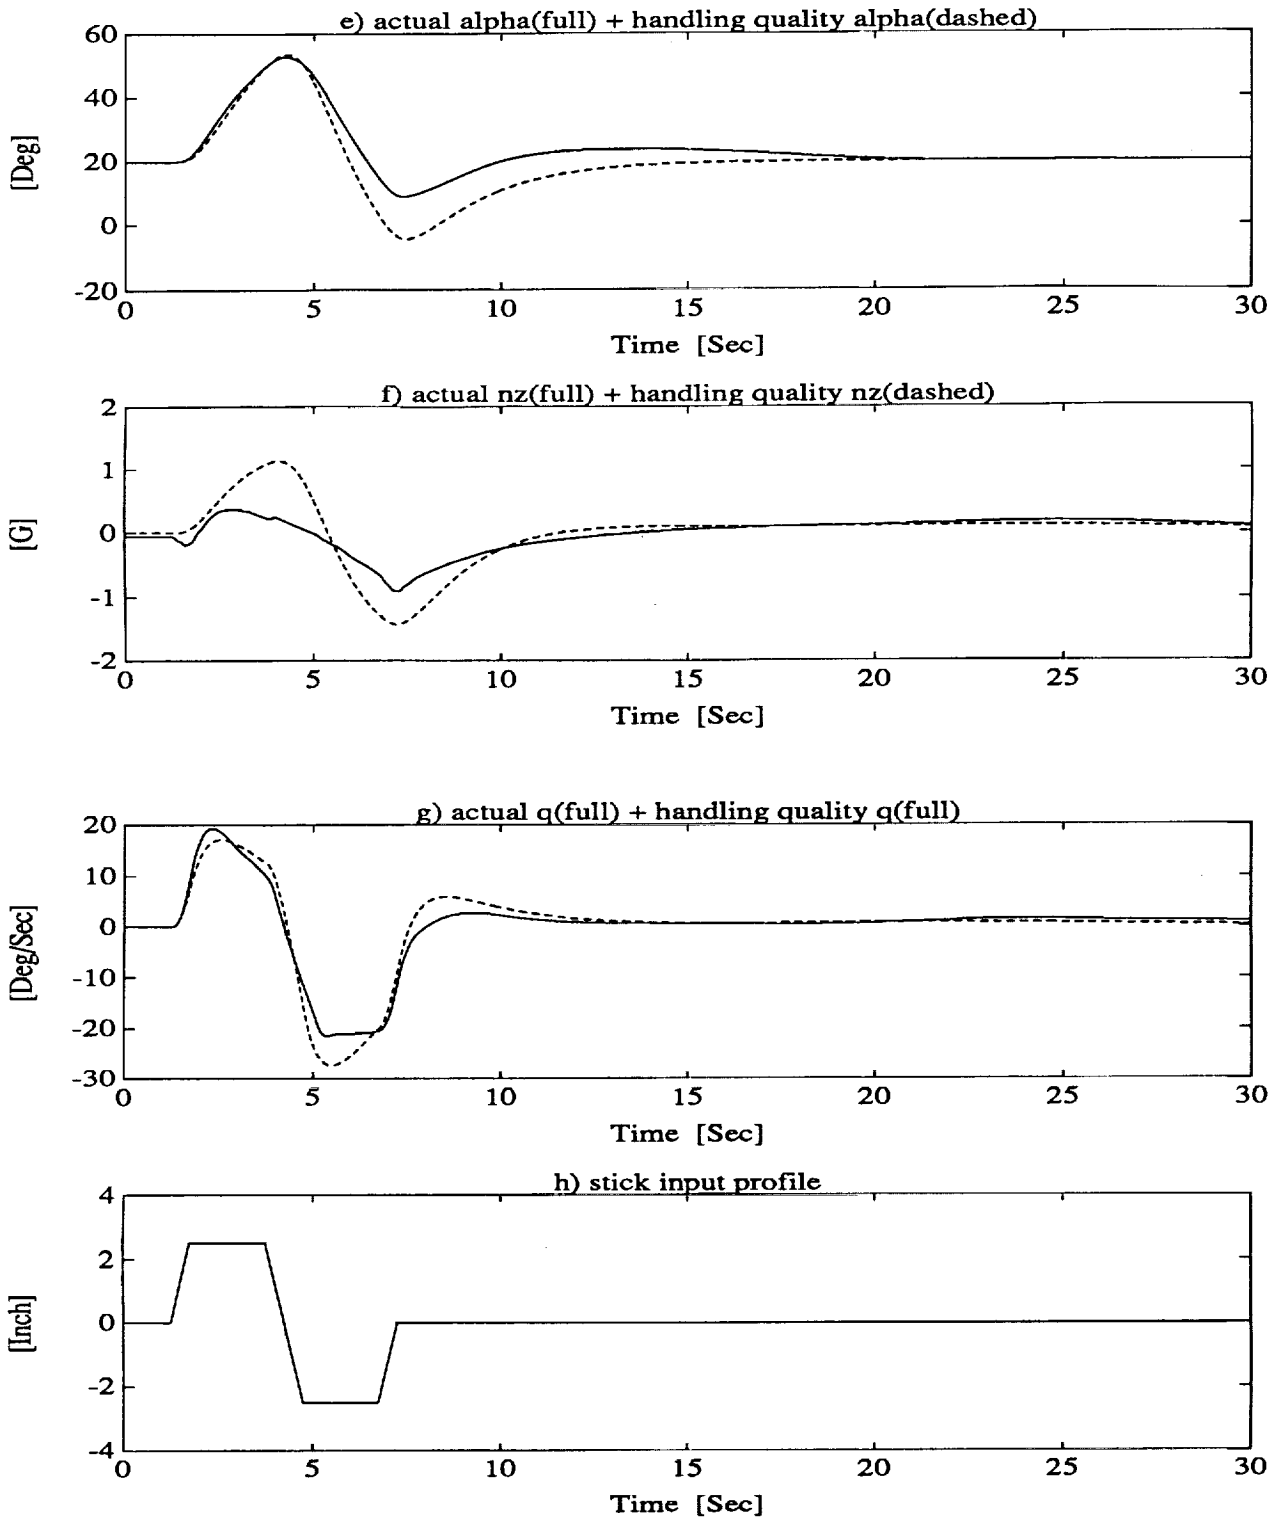 e) actual alpha(full) + handling quality alpha(dashed)
60
40
20
0
-20
[Deg]
0 5 10 15 20 25 30
Time [Sec]
f) actual nz(full) + handling quality nz(dashed)
2
1
0
-1
-2
[G]
0 5 10 15 20 25 30
Time [Sec]
g) actual q(full) + handling quality q(full)
20
10
0
-10
-20
-30
[Deg/Sec]
0 5 10 15 20 25 30
Time [Sec]
h) stick input profile
4
2
0
-2
-4
[Inch]
0 5 10 15 20 25 30
Time [Sec]